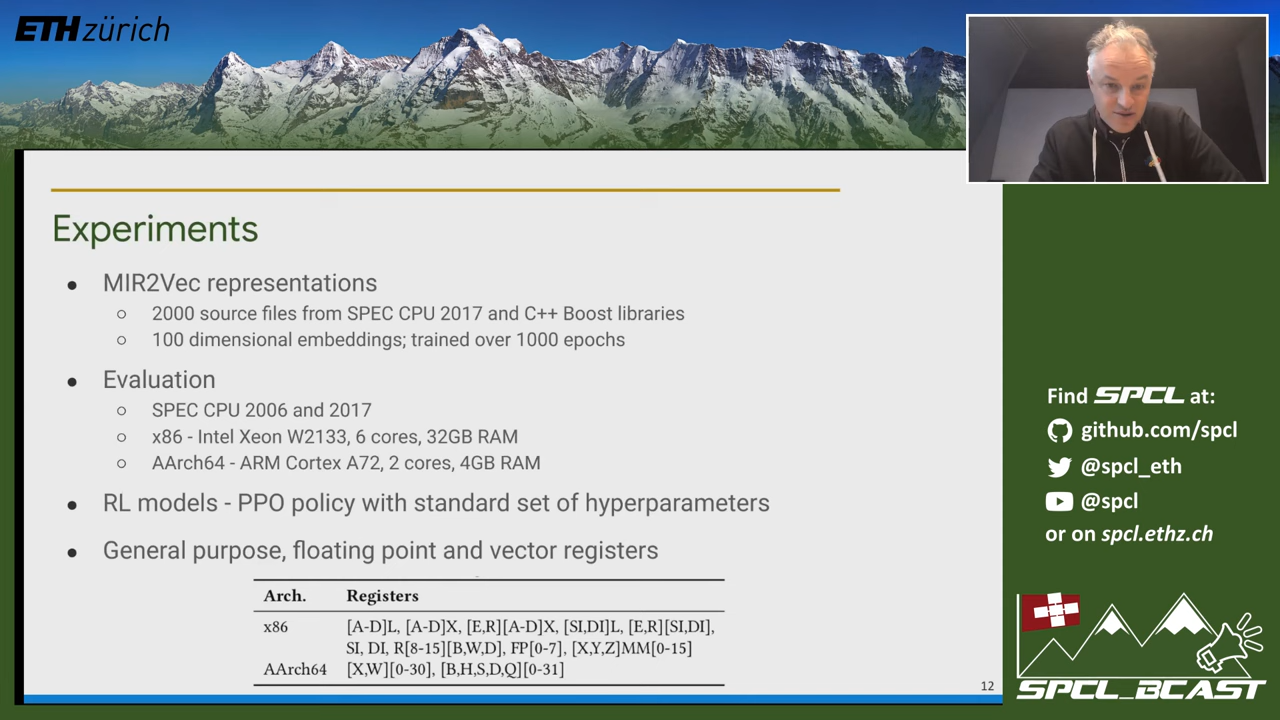 ETH zürich
Experiments
● MIR2Vec representations
○ 2000 source files from SPEC CPU 2017 and C++ Boost libraries
○ 100 dimensional embeddings; trained over 1000 epochs
● Evaluation
○ SPEC CPU 2006 and 2017
○ x86 - Intel Xeon W2133, 6 cores, 32GB RAM
○ AArch64 - ARM Cortex A72, 2 cores, 4GB RAM
● RL models - PPO policy with standard set of hyperparameters
● General purpose, floating point and vector registers
Arch. Registers
x86 [A-D]L, [A-D]X, [E,R][A-D]X, [SI,DI]L, [E,R][SI,DI],
SI, DI, R[8-15][B,W,D], FP[0-7], [X,Y,Z]MM[0-15]
AArch64 [X,W][0-30], [B,H,S,D,Q][0-31]
12
Find SPCL at:
github.com/spcl
@spcl_eth
@spcl
or on spcl.ethz.ch
SPCL_BCAST